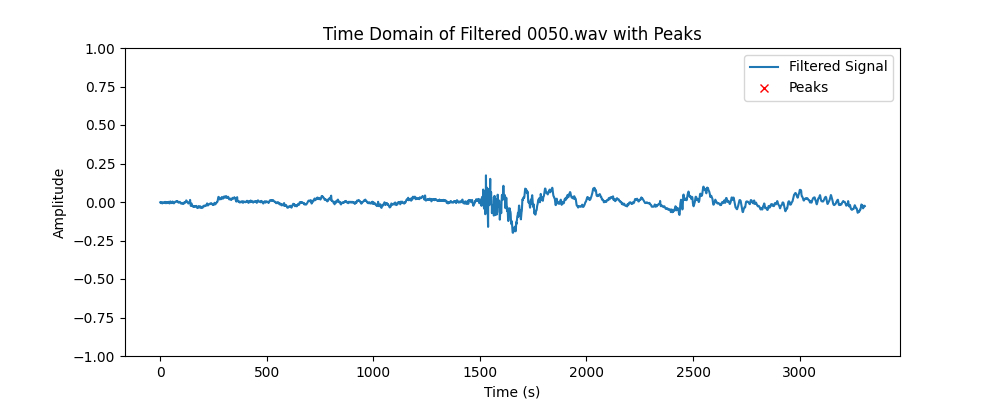 Time Domain of Filtered 0050.wav with Peaks
1.00
0.75
0.50
0.25
0.00
−0.25
−0.50
−0.75
−1.00
Amplitude
Filtered Signal
Peaks
0 500 1000 1500 2000 2500 3000
Time (s)